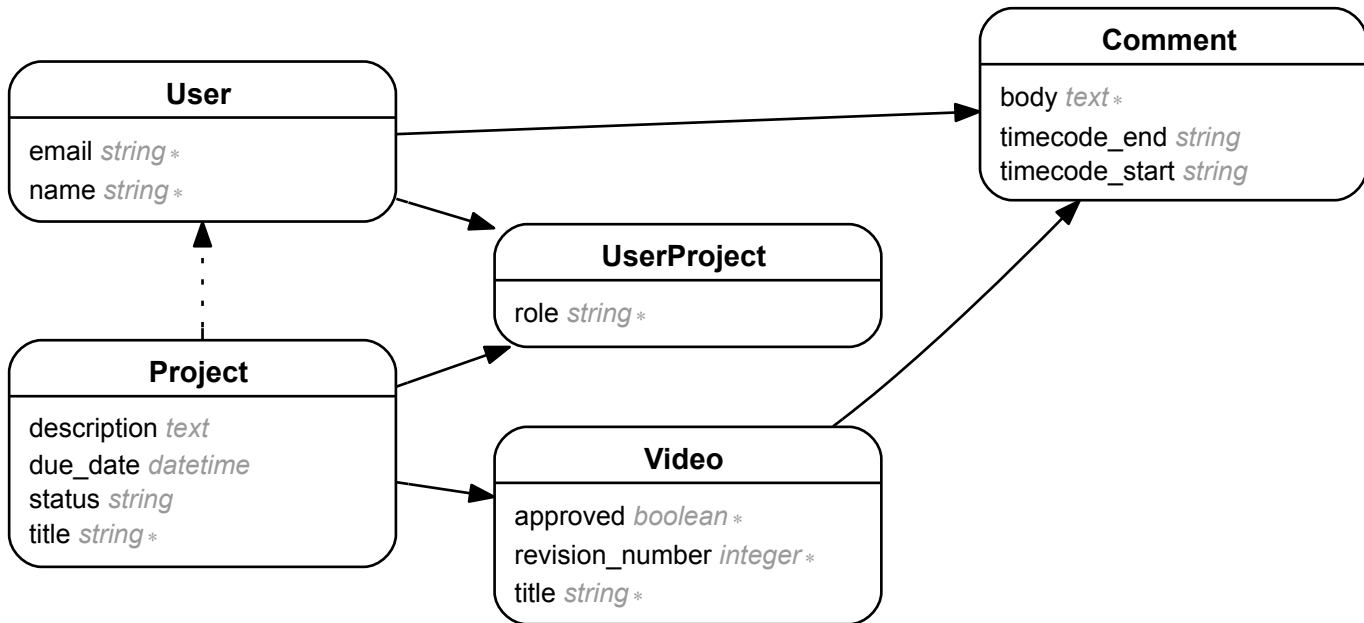 User
email string *
name string *
Comment
body text *
timecode_end string
timecode_start string
UserProject
role string *
Project
description text
due_date datetime
status string
title string *
Video
approved boolean *
revision_number integer *
title string *